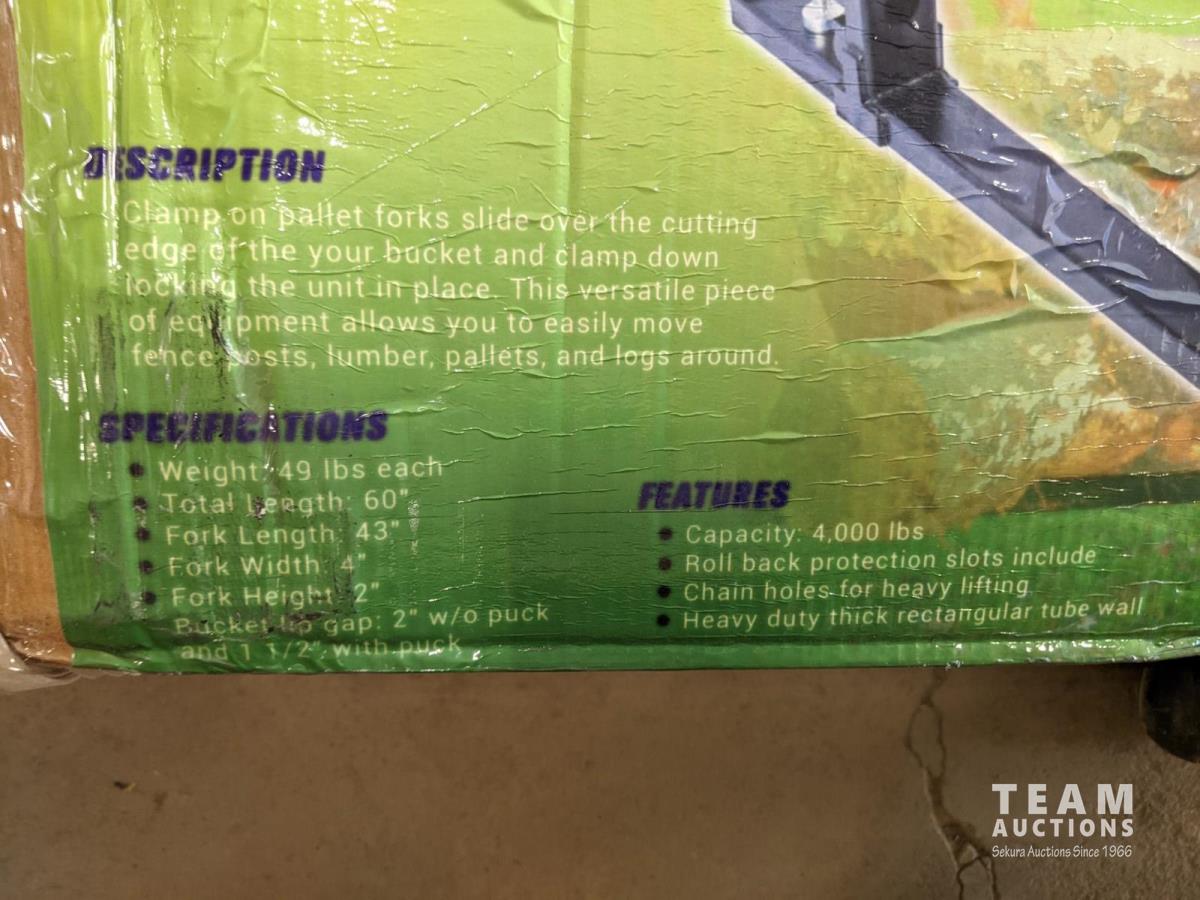 DESCRIPTION
Clamp on pallet forks slide over the cutting
edge of the your bucket and clamp down
locking the unit in place. This versatile piece
of equipment allows you to easily move
fence posts, lumber, pallets, and logs around.
SPECIFICATIONS
• Weight: 49 lbs each
• Total Length: 60"
• Fork Length: 43"
• Fork Width: 4"
• Fork Height: 2"
Bucket lip gap: 2" w/o puck
and 1 1/2" with puck
FEATURES
• Capacity: 4,000 lbs
• Roll back protection slots include
• Chain holes for heavy lifting
• Heavy duty thick rectangular tube wall
TEAM
AUCTIONS
Sekura Auctions Since 1966